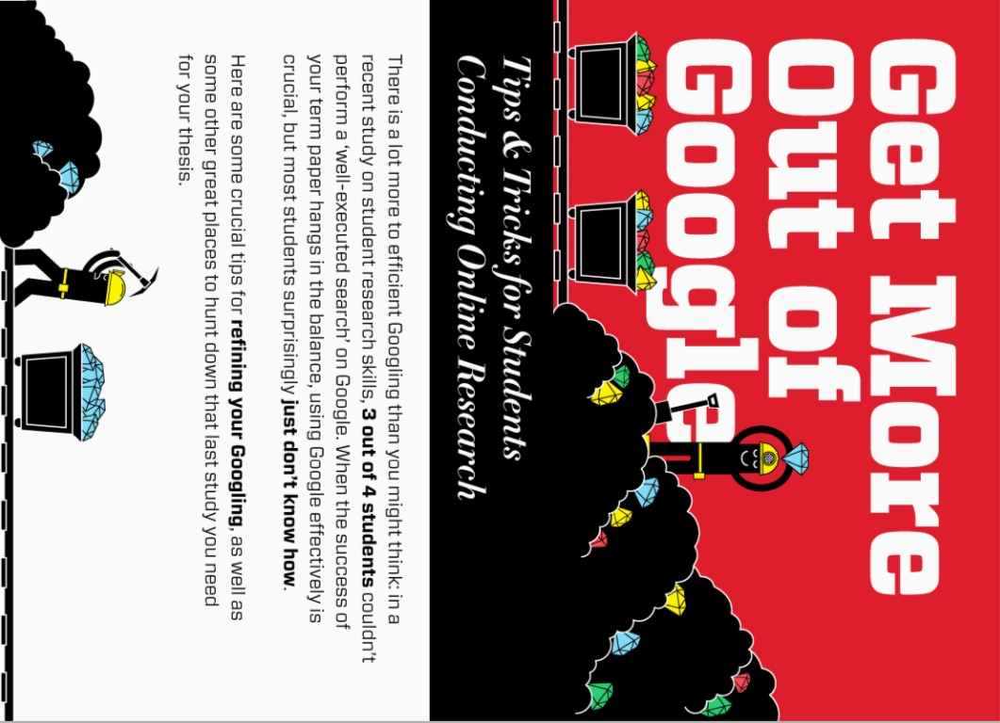 Get More
Out of
Google
Tips & Tricks for Students
Conducting Online Research
There is a lot more to efficient Googling than you might think: in a
recent study on student research skills, 3 out of 4 students couldn't
perform a 'well-executed search' on Google. When the success of
your term paper hangs in the balance, using Google effectively is
crucial, but most students surprisingly just don't know how.
Here are some crucial tips for refining your Googling, as well as
some other great places to hunt down that last study you need
for your thesis.